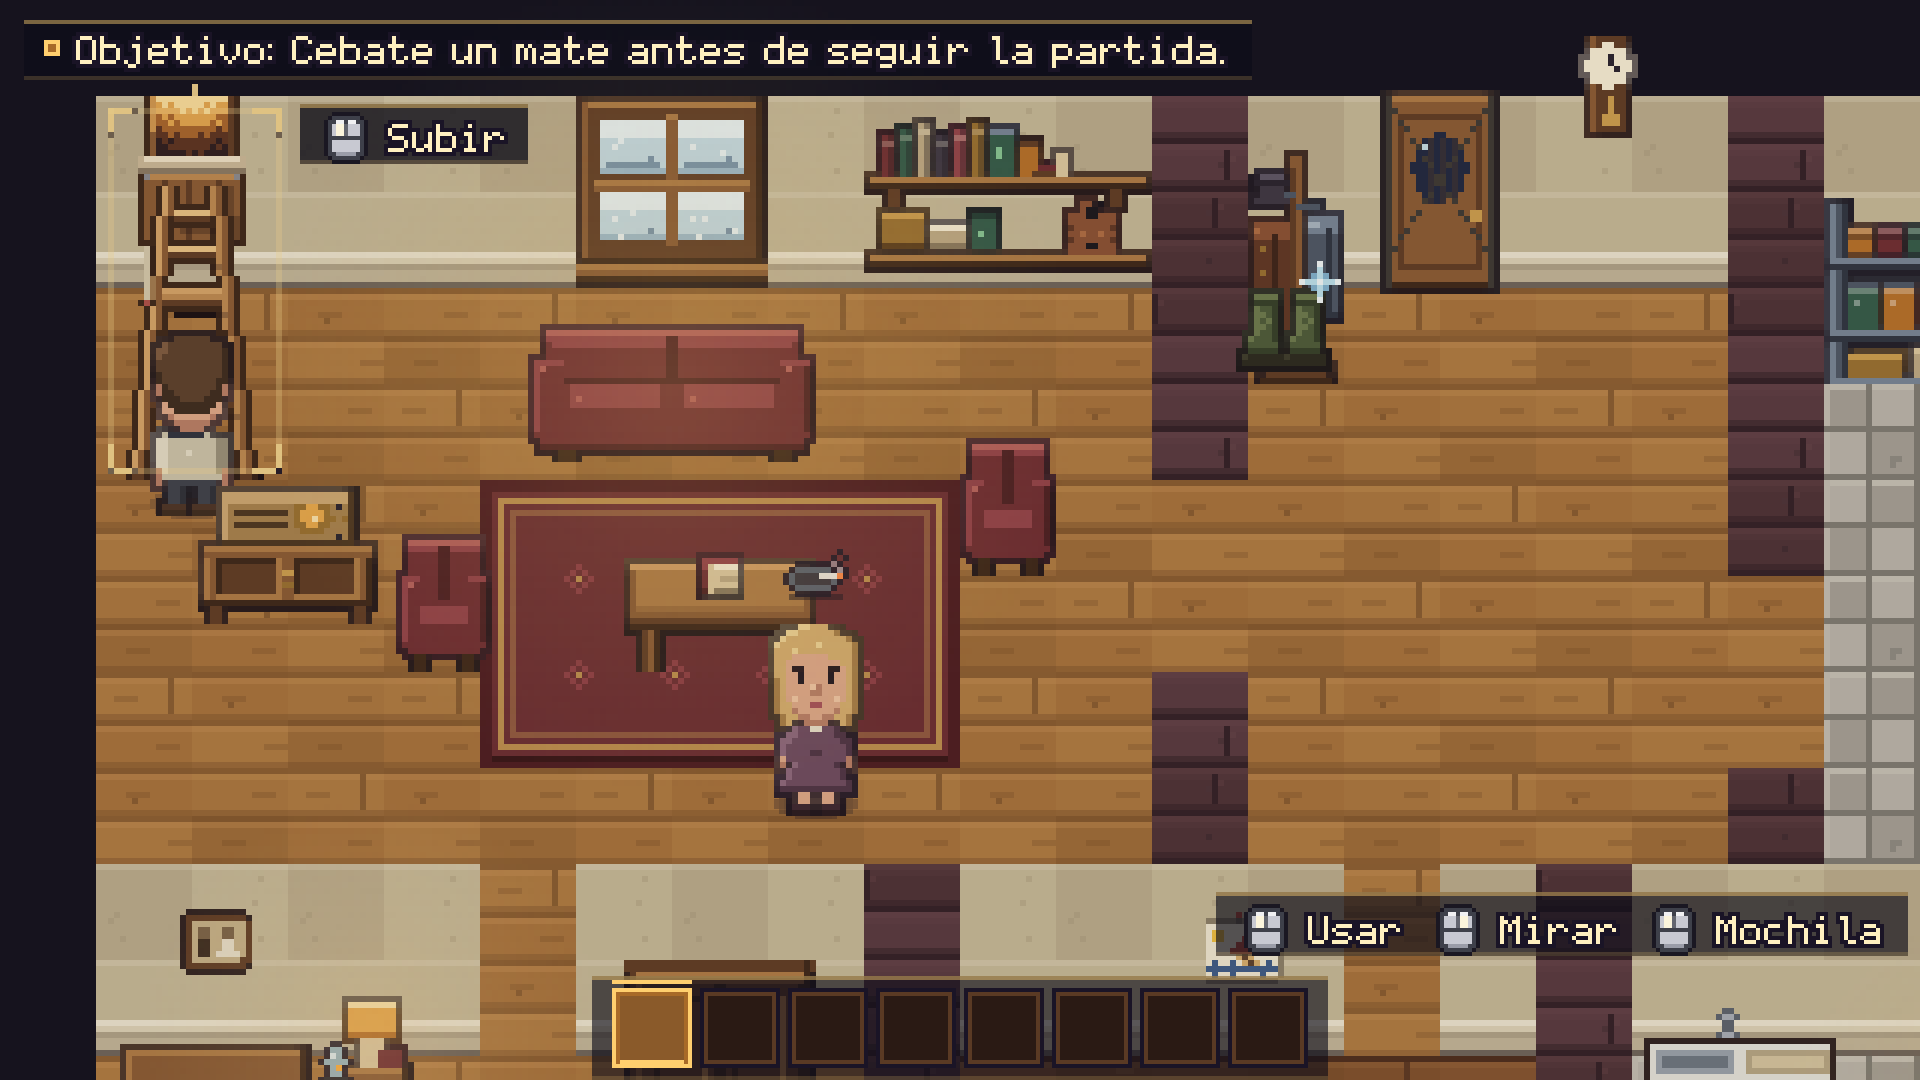 Objetivo: Cebate un mate antes de seguir la partida.
Subir
Usar Mirar Mochila